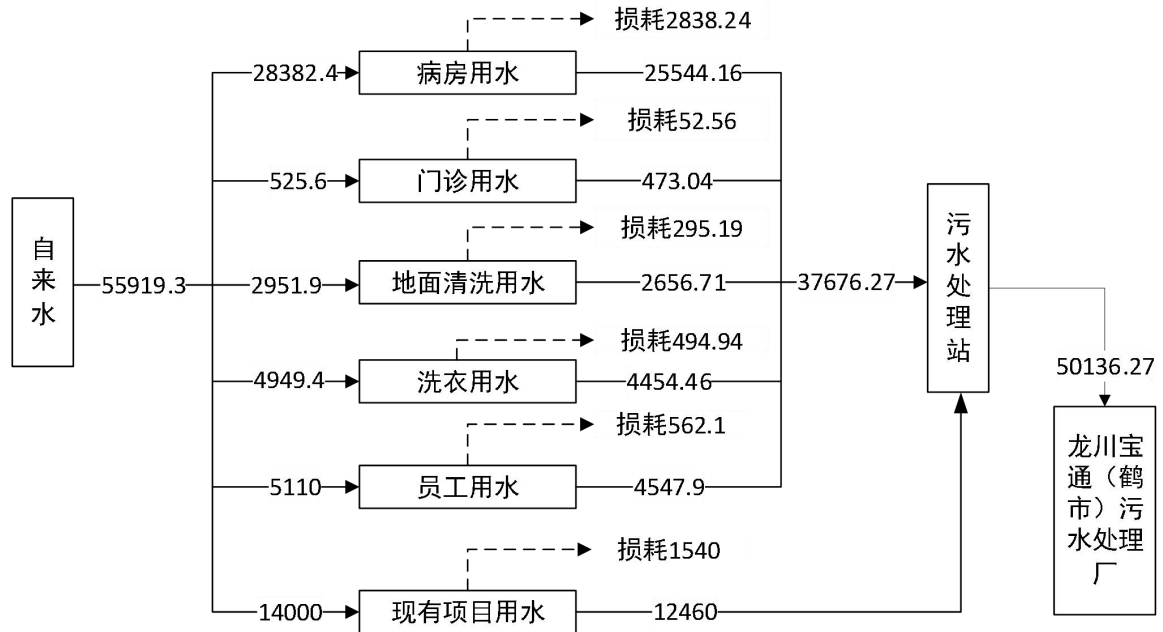 损耗2838.24
28382.4
病房用水
25544.16
损耗52.56
525.6
门诊用水
473.04
损耗295.19
自来水
55919.3
2951.9
地面清洗用水
2656.71
37676.27
污水处理站
损耗494.94
4949.4
洗衣用水
4454.46
50136.27
损耗562.1
5110
员工用水
4547.9
龙川宝
通（鹤
市）污
水处理
厂
损耗1540
14000
现有项目用水
12460